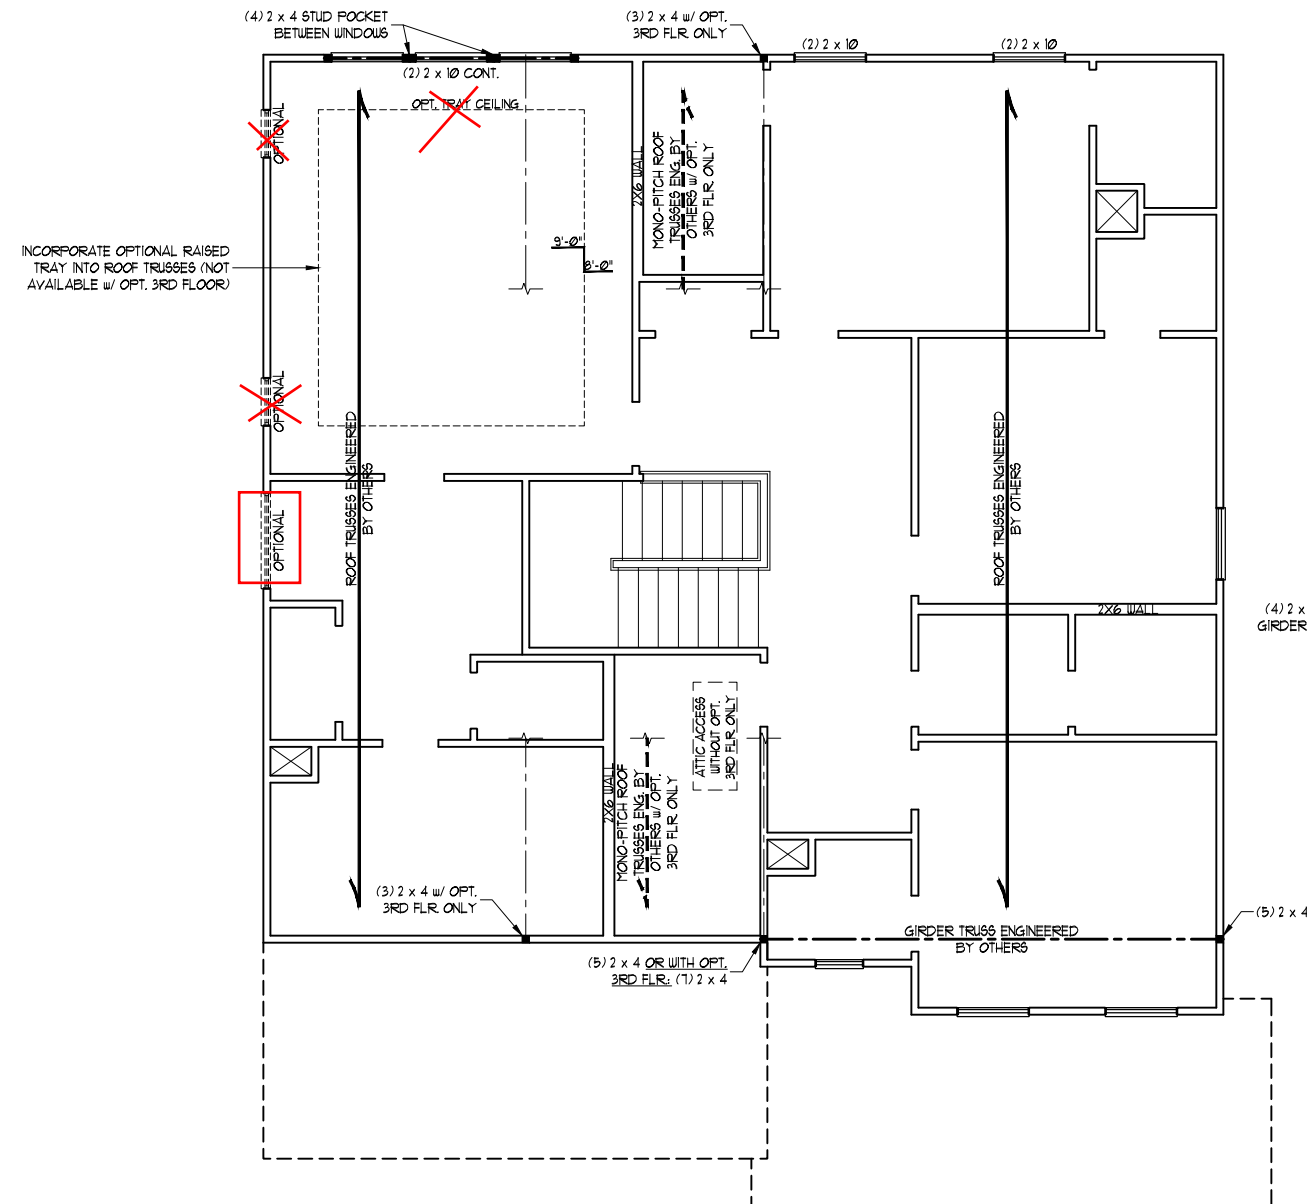 (4) 2 x 4 STUD POCKET
BETWEEN WINDOWS
(3) 2 x 4 w/ OPT.
3RD FLR. ONLY
(2) 2 x 10
(2) 2 x 10
(2) 2 x 10 CONT.
OPT. TRAY CEILING
OPTIONAL
2X6 WALL
MONO-PITCH ROOF
TRUSSES ENG. BY
OTHERS w/ OPT.
3RD FLR. ONLY
INCORPORATE OPTIONAL RAISED
TRAY INTO ROOF TRUSSES (NOT
AVAILABLE w/ OPT. 3RD FLOOR)
9'-0"
8'-0"
OPTIONAL
ROOF TRUSSES ENGINEERED
BY OTHERS
ROOF TRUSSES ENGINEERED
BY OTHERS
OPTIONAL
2X6 WALL
(4) 2 x
GIRDER
ATTIC ACCESS
WITHOUT OPT.
3RD FLR. ONLY
2X6 WALL
MONO-PITCH ROOF
TRUSSES ENG. BY
OTHERS w/ OPT.
3RD FLR. ONLY
(3) 2 x 4 w/ OPT.
3RD FLR. ONLY
(5) 2 x 4
GIRDER TRUSS ENGINEERED
BY OTHERS
(5) 2 x 4 OR WITH OPT.
3RD FLR.: (7) 2 x 4